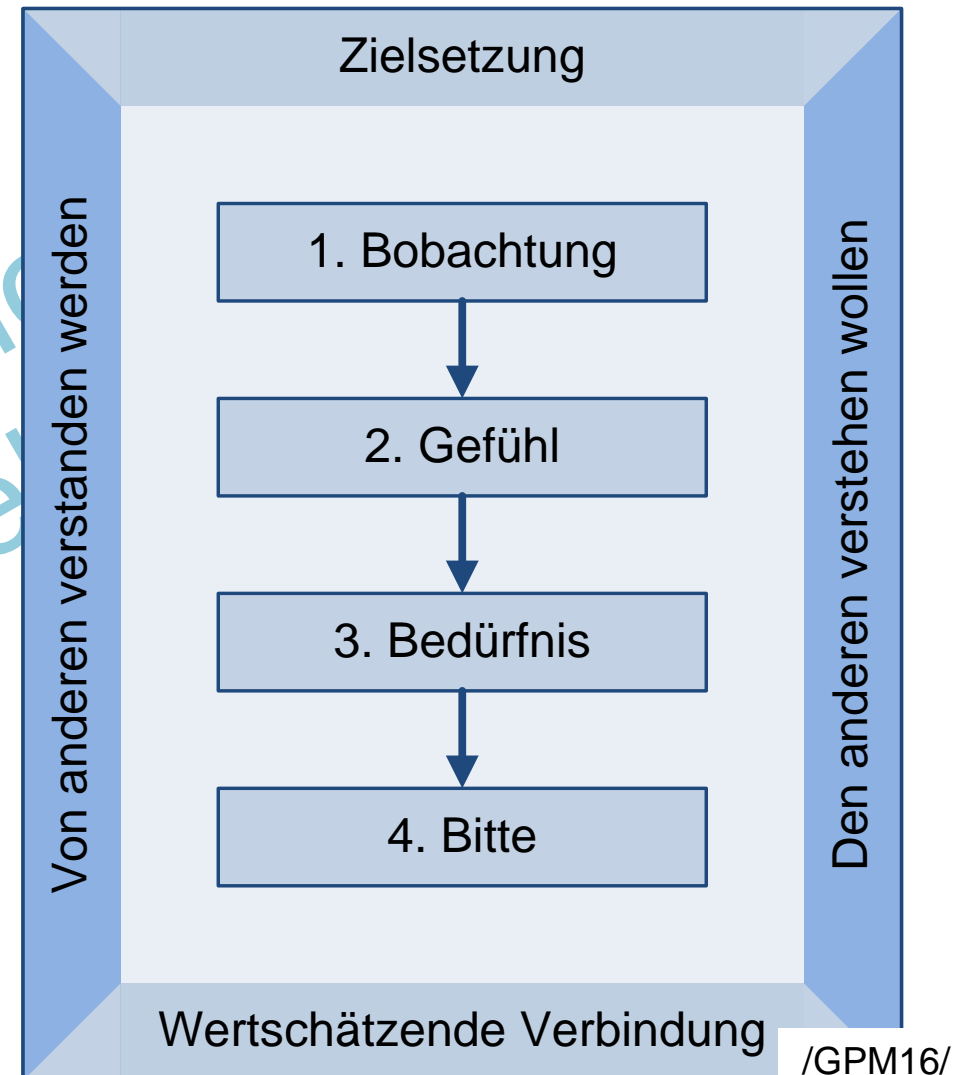 Zielsetzung
Von anderen verstanden werden
1. Bobachtung
2. Gefühl
3. Bedürfnis
4. Bitte
Den anderen verstehen wollen
Wertschätzende Verbindung
/GPM16/